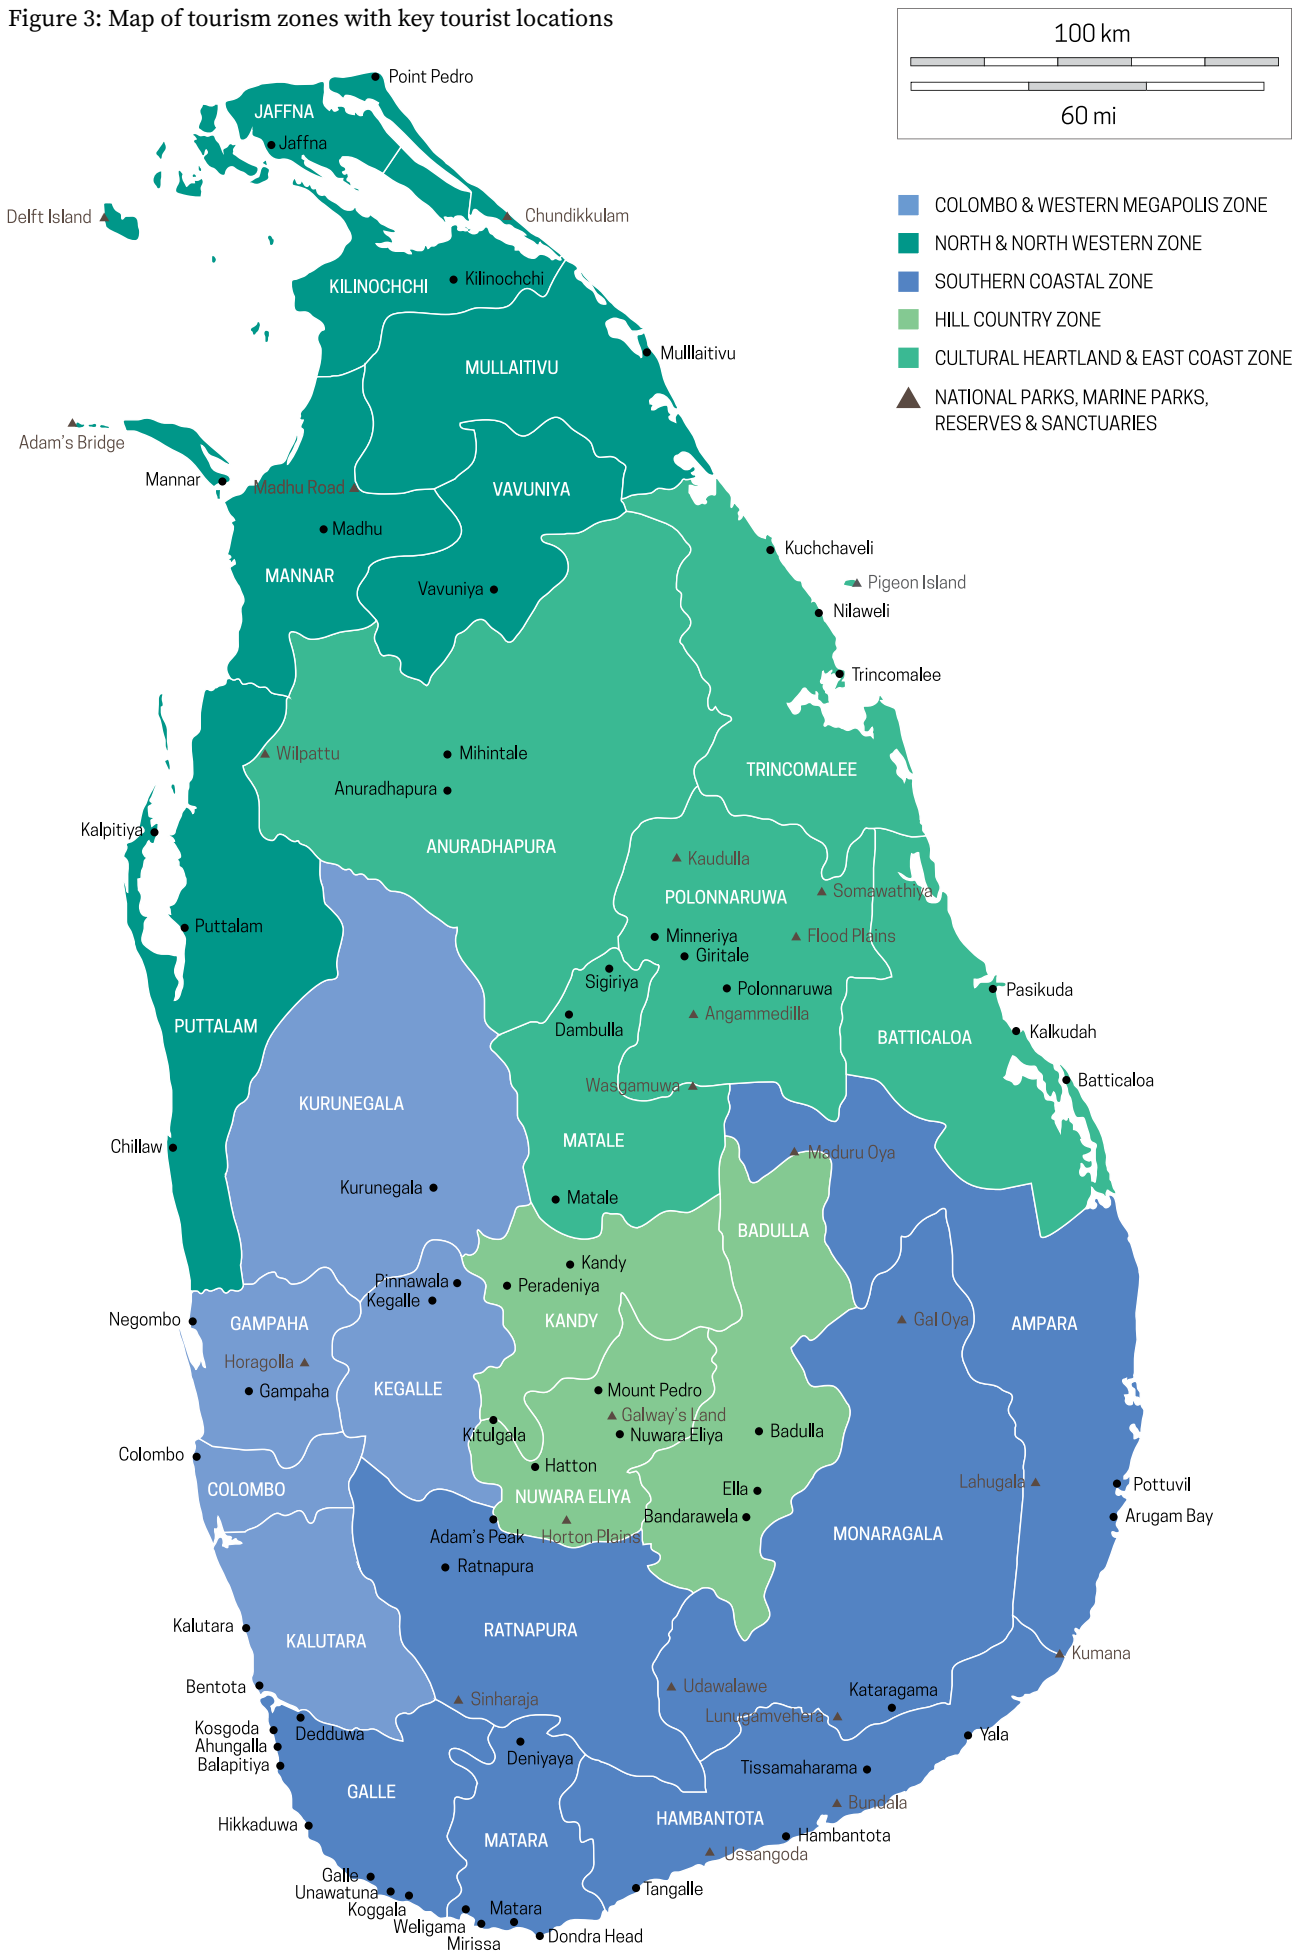 Figure 3: Map of tourism zones with key tourist locations
100 km
60 mi
COLOMBO & WESTERN MEGAPOLIS ZONE
NORTH & NORTH WESTERN ZONE
SOUTHERN COASTAL ZONE
HILL COUNTRY ZONE
CULTURAL HEARTLAND & EAST COAST ZONE
NATIONAL PARKS, MARINE PARKS,
RESERVES & SANCTUARIES
Point Pedro
JAFFNA
Jaffna
Delft Island
Chundikkulam
KILINOCHCHI
Kilinochchi
Mulllaitivu
MULLAITIVU
Adam's Bridge
Mannar
Madhu Road
VAVUNIYA
Madhu
Kuchchaveli
MANNAR
Pigeon Island
Vavuniya
Nilaweli
Trincomalee
Wilpattu
Mihintale
TRINCOMALEE
Anuradhapura
Kalpitiya
ANURADHAPURA
Kaudulla
POLONNARUWA
Somawathiya
Puttalam
Minneriya
Flood Plains
Giritale
Sigiriya
Polonnaruwa
Pasikuda
Angammedilla
PUTTALAM
Dambulla
Kalkudah
BATTICALOA
Batticaloa
Wasgamuwa
KURUNEGALA
Chillaw
MATALE
Maduru Oya
Kurunegala
Matale
BADULLA
Kandy
Pinnawala
Peradeniya
Kegalle
Negombo
GAMPAHA
KANDY
Gal Oya
AMPARA
Horagolla
Gampaha
KEGALLE
Mount Pedro
Galway's Land
Kitulgala
Nuwara Eliya
Badulla
Colombo
Hatton
COLOMBO
NUWARA ELIYA
Ella
Lahugala
Pottuvil
Bandarawela
Arugam Bay
Adam's Peak
Horton Plains
MONARAGALA
Ratnapura
Kalutara
KALUTARA
RATNAPURA
Kumana
Bentota
Sinharaja
Udawalawe
Kataragama
Lunugamvehera
Kosgoda
Dedduwa
Yala
Ahungalla
Balapitiya
Deniyaya
Tissamaharama
GALLE
Bundala
HAMBANTOTA
Hikkaduwa
MATARA
Hambantota
Ussangoda
Galle
Unawatuna
Tangalle
Koggala
Matara
Weligama
Mirissa
Dondra Head